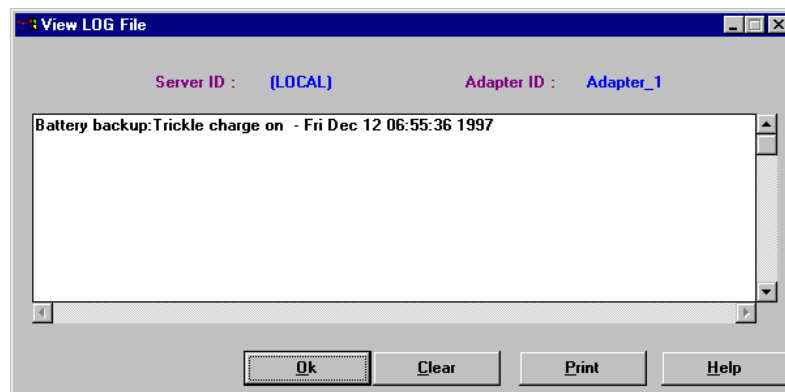 View LOG File
Server ID : (LOCAL) Adapter ID : Adapter_1
Battery backup:Trickle charge on - Fri Dec 12 06:55:36 1997
Ok Clear Print Help